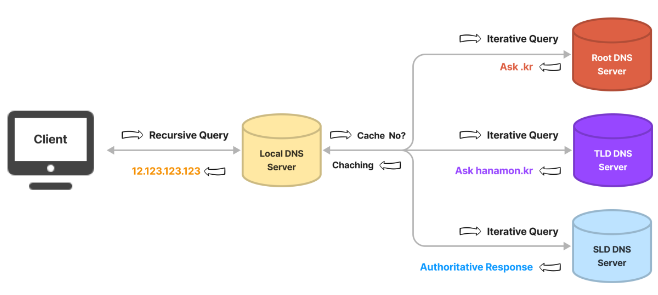 Client
Recursive Query
12.123.123.123
Local DNS
Server
Cache No?
Chaching
Iterative Query
Ask .kr
Root DNS
Server
Iterative Query
Ask hanamon.kr
TLD DNS
Server
Iterative Query
Authoritative Response
SLD DNS
Server